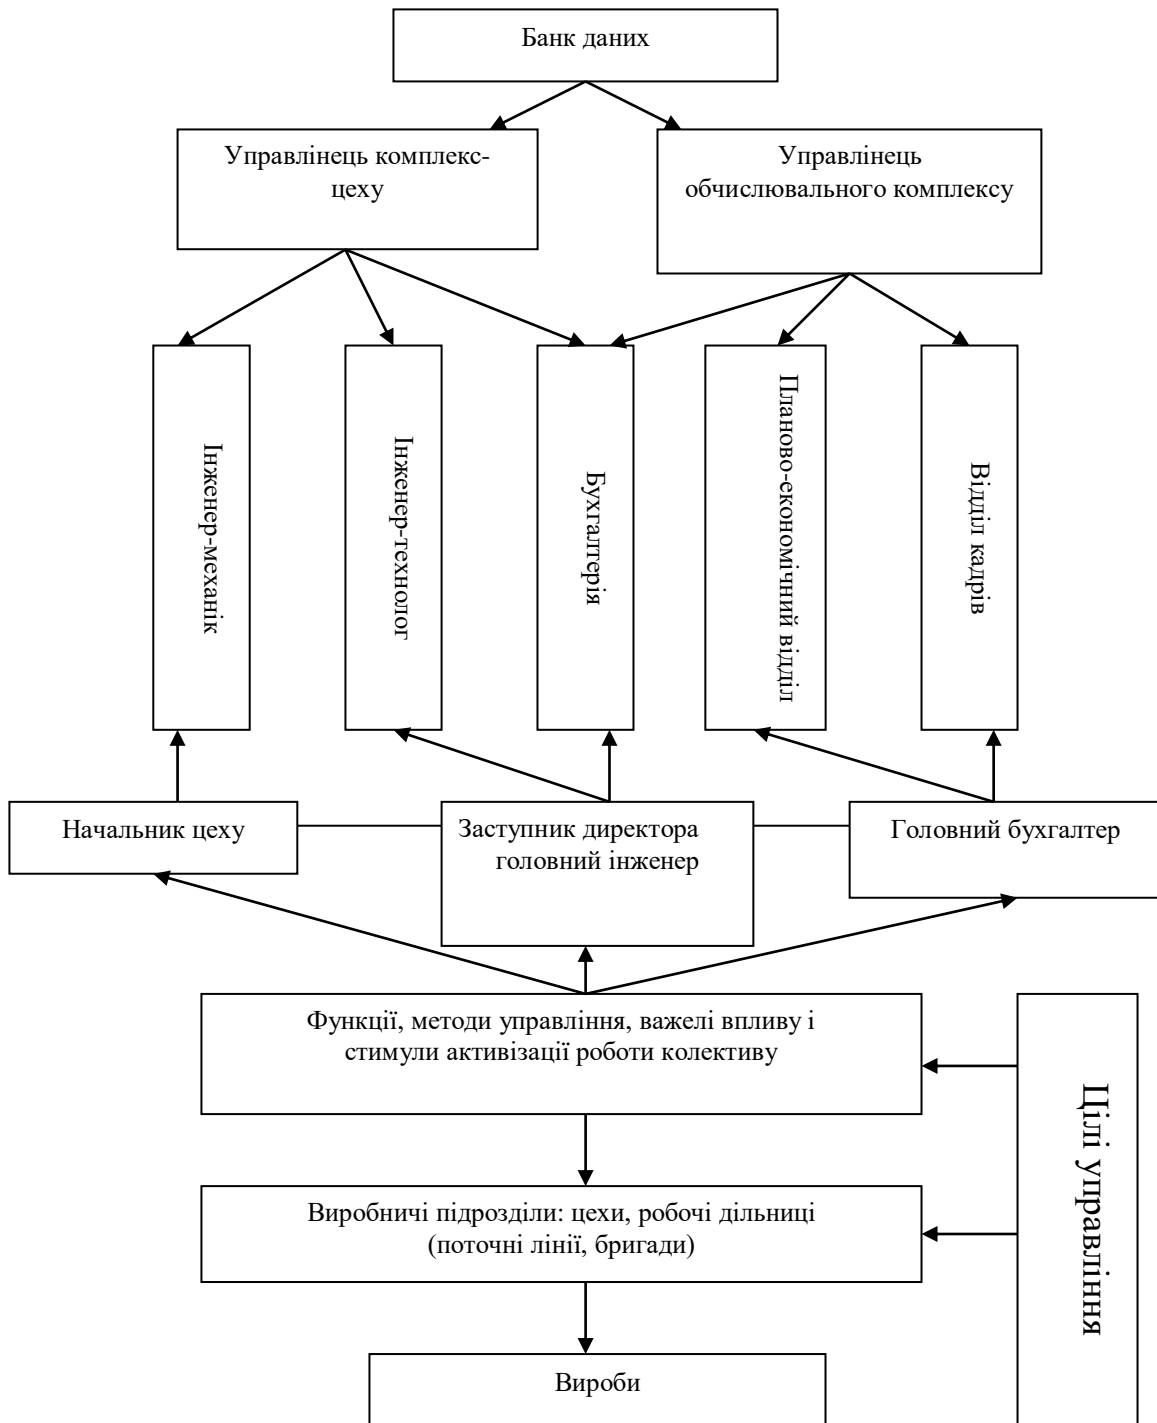 Банк даних
Управлінець комплекс-
цеху
Управлінець
обчислювального комплексу
Інженер-механік
Інженер-технолог
Бухгалтерія
Планово-економічний відділ
Відділ кадрів
Начальник цеху
Заступник директора
головний інженер
Головний бухгалтер
Функції, методи управління, важелі впливу і
стимули активізації роботи колективу
Цілі управління
Виробничі підрозділи: цехи, робочі дільниці
(поточні лінії, бригади)
Вироби